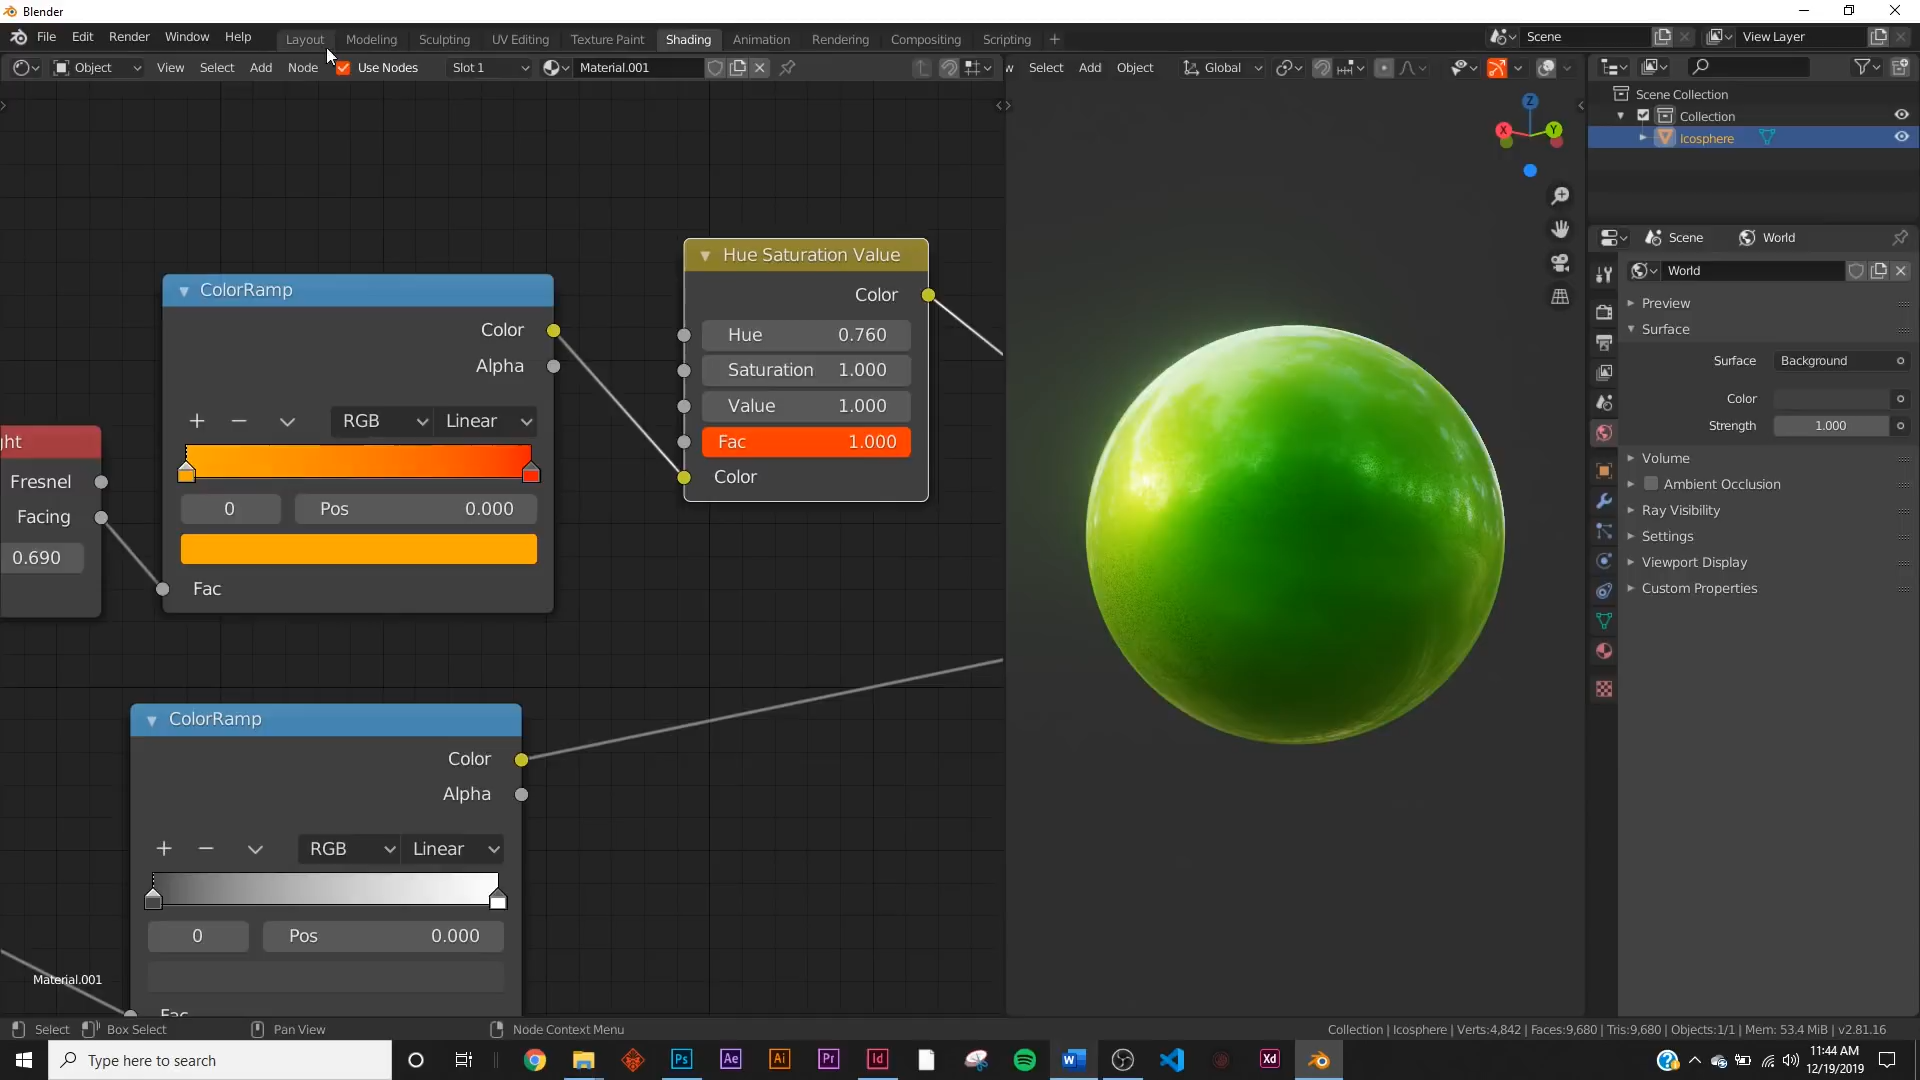 Blender
File Edit Render Window Help Layout Modeling Sculpting UV Editing Texture Paint Shading Animation Rendering Compositing Scripting + Scene View Layer
Object View Select Add Node Use Nodes Slot 1 Material.001 Select Add Object Global
Scene Collection
Collection
Icosphere
Scene World
World
Preview
Surface
Surface Background
Color
Strength 1.000
Volume
Ambient Occlusion
Ray Visibility
Settings
Viewport Display
Custom Properties
X Y Z
ght
Fresnel
Facing
0.690
ColorRamp
Color
Alpha
RGB Linear
0 Pos 0.000
Fac
Hue Saturation Value
Color
Hue 0.760
Saturation 1.000
Value 1.000
Fac 1.000
Color
ColorRamp
Color
Alpha
RGB Linear
0 Pos 0.000
Fac
Material.001
Select Box Select Pan View Node Context Menu Collection | Icosphere | Verts:4,842 | Faces:9,680 | Tris:9,680 | Objects:1/1 | Mem: 53.4 MiB | v2.81.16
Type here to search Ps Ae Ai Pr Id Xd
11:44 AM
12/19/2019